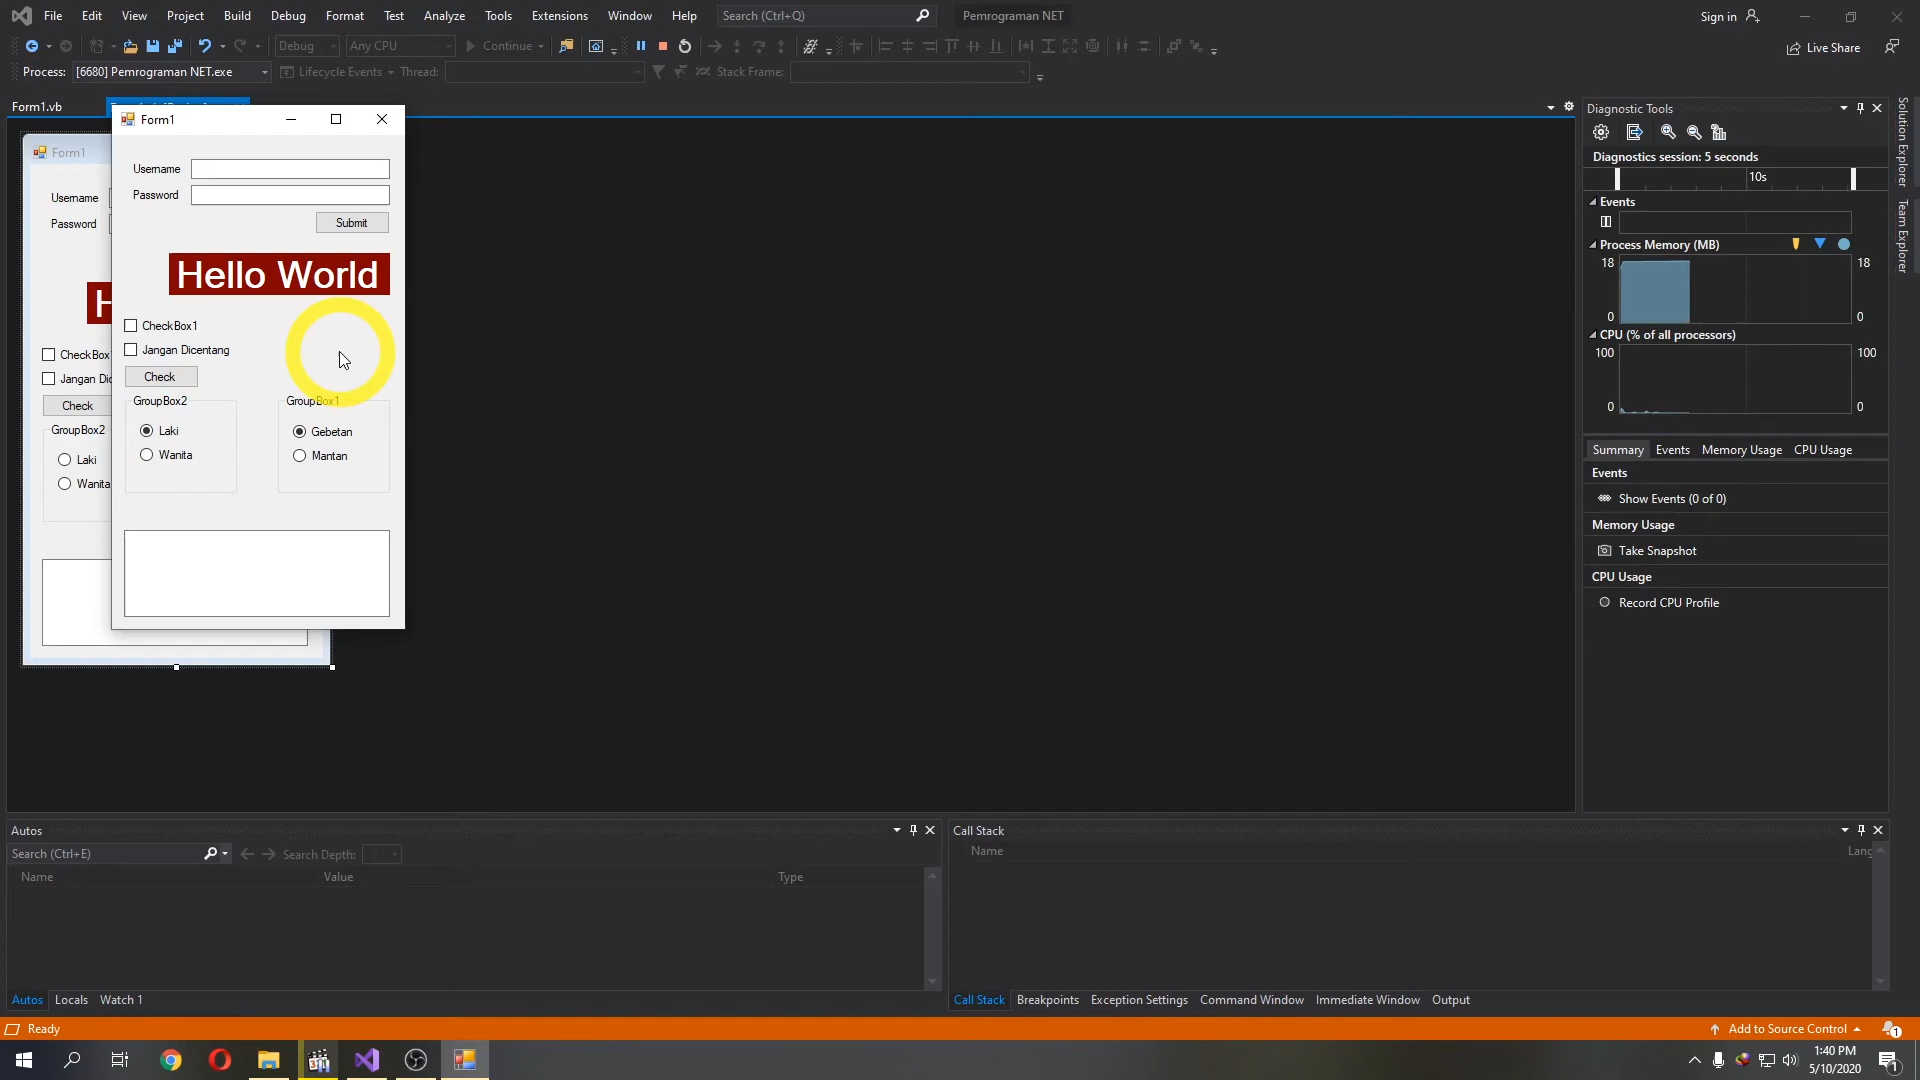 File Edit View Project Build Debug Format Test Analyze Tools Extensions Window Help Search (Ctrl+Q) Pemrograman NET Sign in
Debug Any CPU Continue Live Share
Process: [6680] Pemrograman NET.exe Lifecycle Events Thread: Stack Frame:
Form1.vb
Form1
Username
Password
Submit
Hello World
CheckBox1
Jangan Dicentang
Check
GroupBox2
Laki
Wanita
GroupBox1
Gebetan
Mantan
Form1
Username
Password
H
CheckBox
Jangan Dic
Check
GroupBox2
Laki
Wanita
Diagnostic Tools
Diagnostics session: 5 seconds
10s
Events
Process Memory (MB)
18 18
0 0
CPU (% of all processors)
100 100
0 0
Summary Events Memory Usage CPU Usage
Events
Show Events (0 of 0)
Memory Usage
Take Snapshot
CPU Usage
Record CPU Profile
Solution Explorer
Team Explorer
Autos
Search (Ctrl+E) Search Depth:
Name Value Type
Autos Locals Watch 1
Call Stack
Name Lang
Call Stack Breakpoints Exception Settings Command Window Immediate Window Output
Ready Add to Source Control 1
1:40 PM
5/10/2020
1